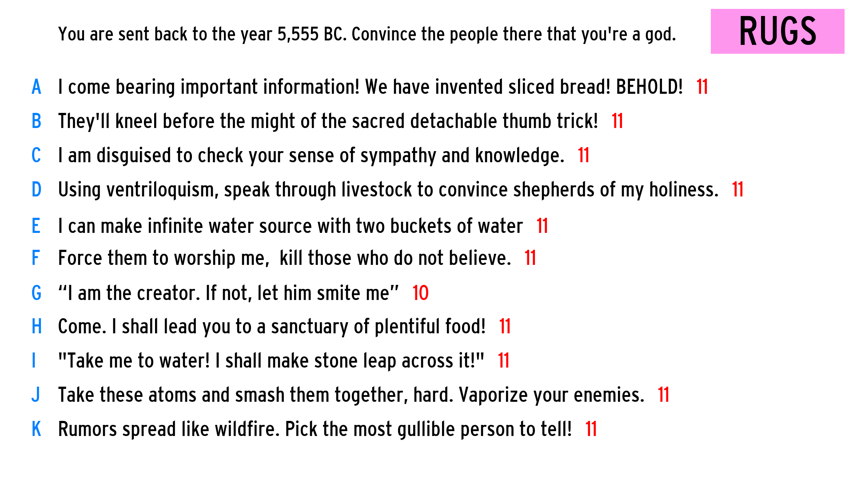 You are sent back to the year 5,555 BC. Convince the people there that you're a god.
RUGS
A I come bearing important information! We have invented sliced bread! BEHOLD! 11
B They'll kneel before the might of the sacred detachable thumb trick! 11
C I am disguised to check your sense of sympathy and knowledge. 11
D Using ventriloquism, speak through livestock to convince shepherds of my holiness. 11
E I can make infinite water source with two buckets of water 11
F Force them to worship me, kill those who do not believe. 11
G “I am the creator. If not, let him smite me” 10
H Come. I shall lead you to a sanctuary of plentiful food! 11
I "Take me to water! I shall make stone leap across it!" 11
J Take these atoms and smash them together, hard. Vaporize your enemies. 11
K Rumors spread like wildfire. Pick the most gullible person to tell! 11